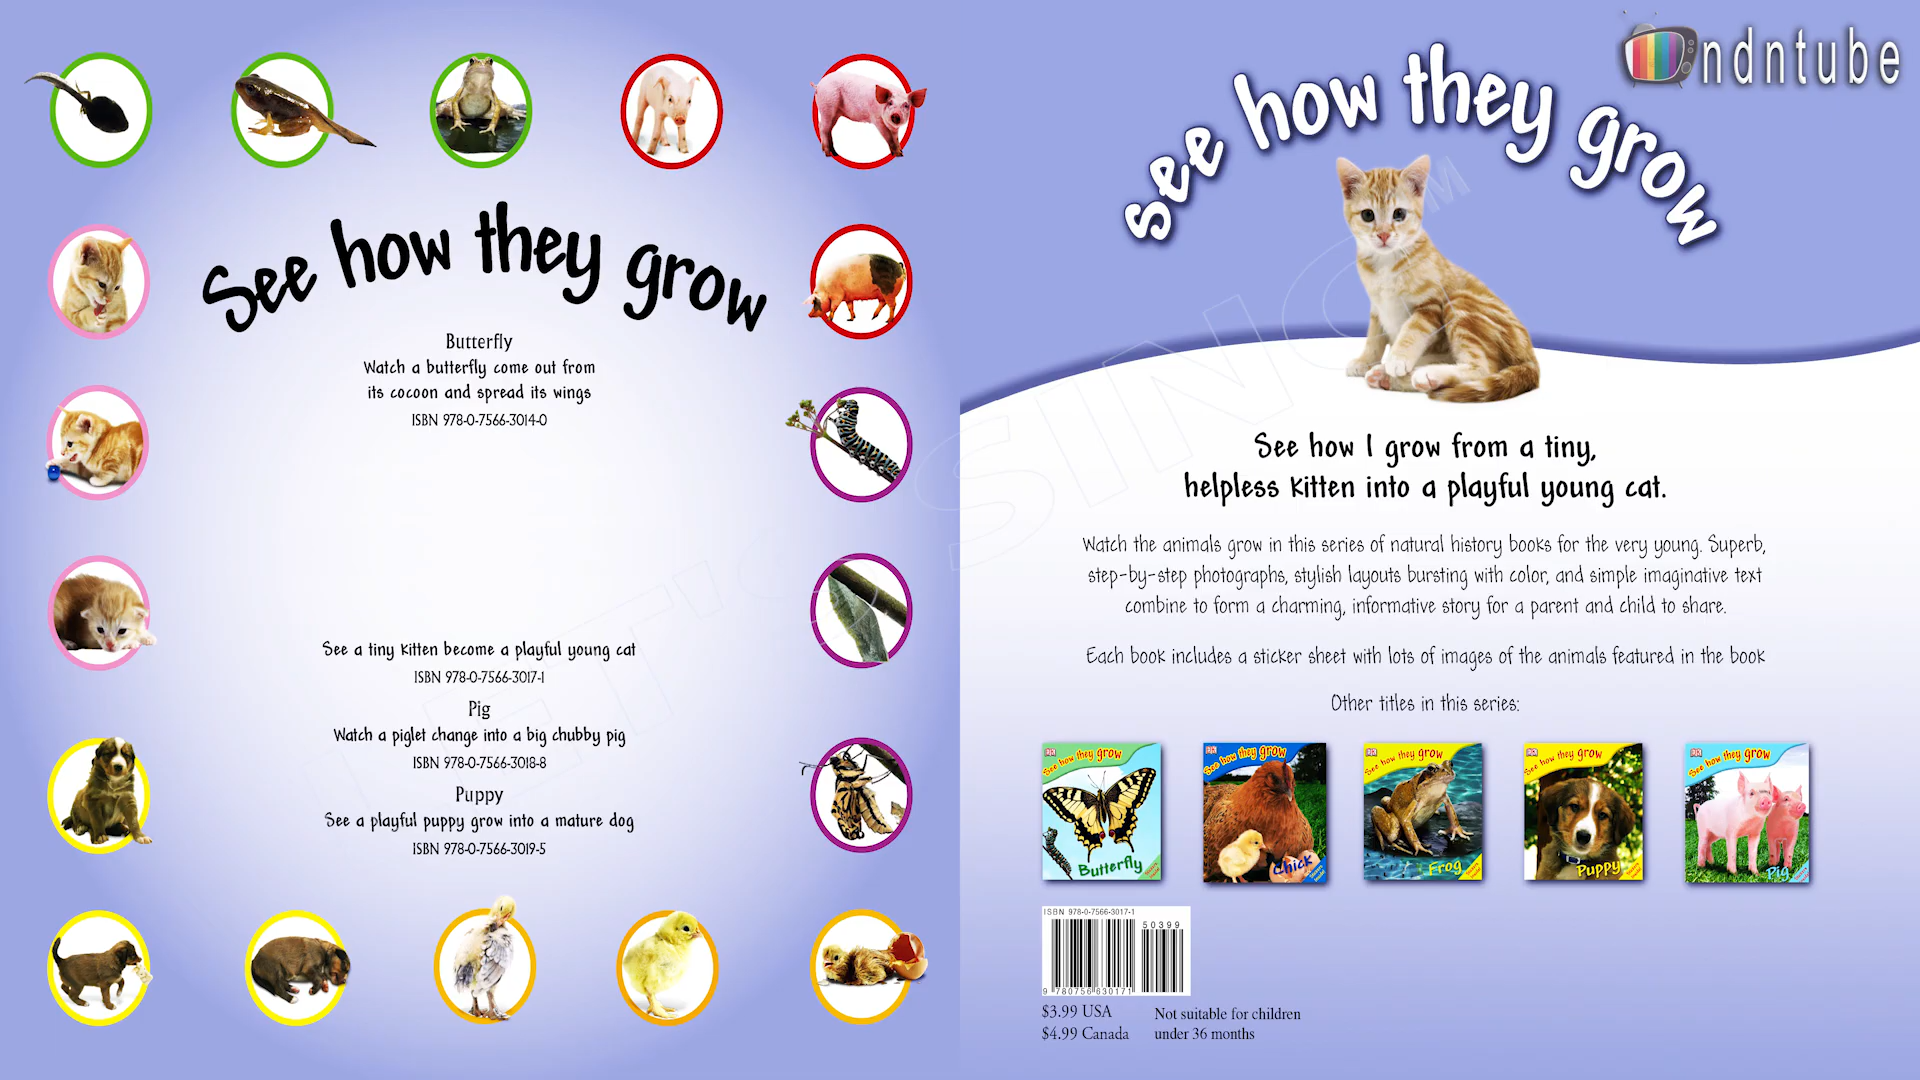 See how they grow
Butterfly
Watch a butterfly come out from
its cocoon and spread its wings
ISBN 978-0-7566-3014-0
See a tiny kitten become a playful young cat
ISBN 978-0-7566-3017-1
Pig
Watch a piglet change into a big chubby pig
ISBN 978-0-7566-3018-8
Puppy
See a playful puppy grow into a mature dog
ISBN 978-0-7566-3019-5
ndntube
see how they grow
See how I grow from a tiny,
helpless kitten into a playful young cat.
Watch the animals grow in this series of natural history books for the very young. Superb,
step-by-step photographs, stylish layouts bursting with color, and simple imaginative text
combine to form a charming, informative story for a parent and child to share.
Each book includes a sticker sheet with lots of images of the animals featured in the book
Other titles in this series:
DK
See how they grow
Butterfly
DK
See how they grow
Chick
DK
See how they grow
Frog
DK
See how they grow
Puppy
DK
See how they grow
Pig
ISBN 978-0-7566-3017-1
50399
9 780756 630171
$3.99 USA
$4.99 Canada
Not suitable for children
under 36 months